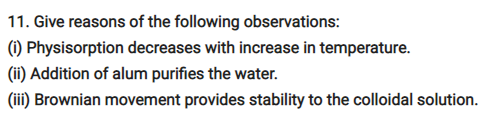 11. Give reasons of the following observations:
(i) Physisorption decreases with increase in temperature.
(ii) Addition of alum purifies the water.
(iii) Brownian movement provides stability to the colloidal solution.